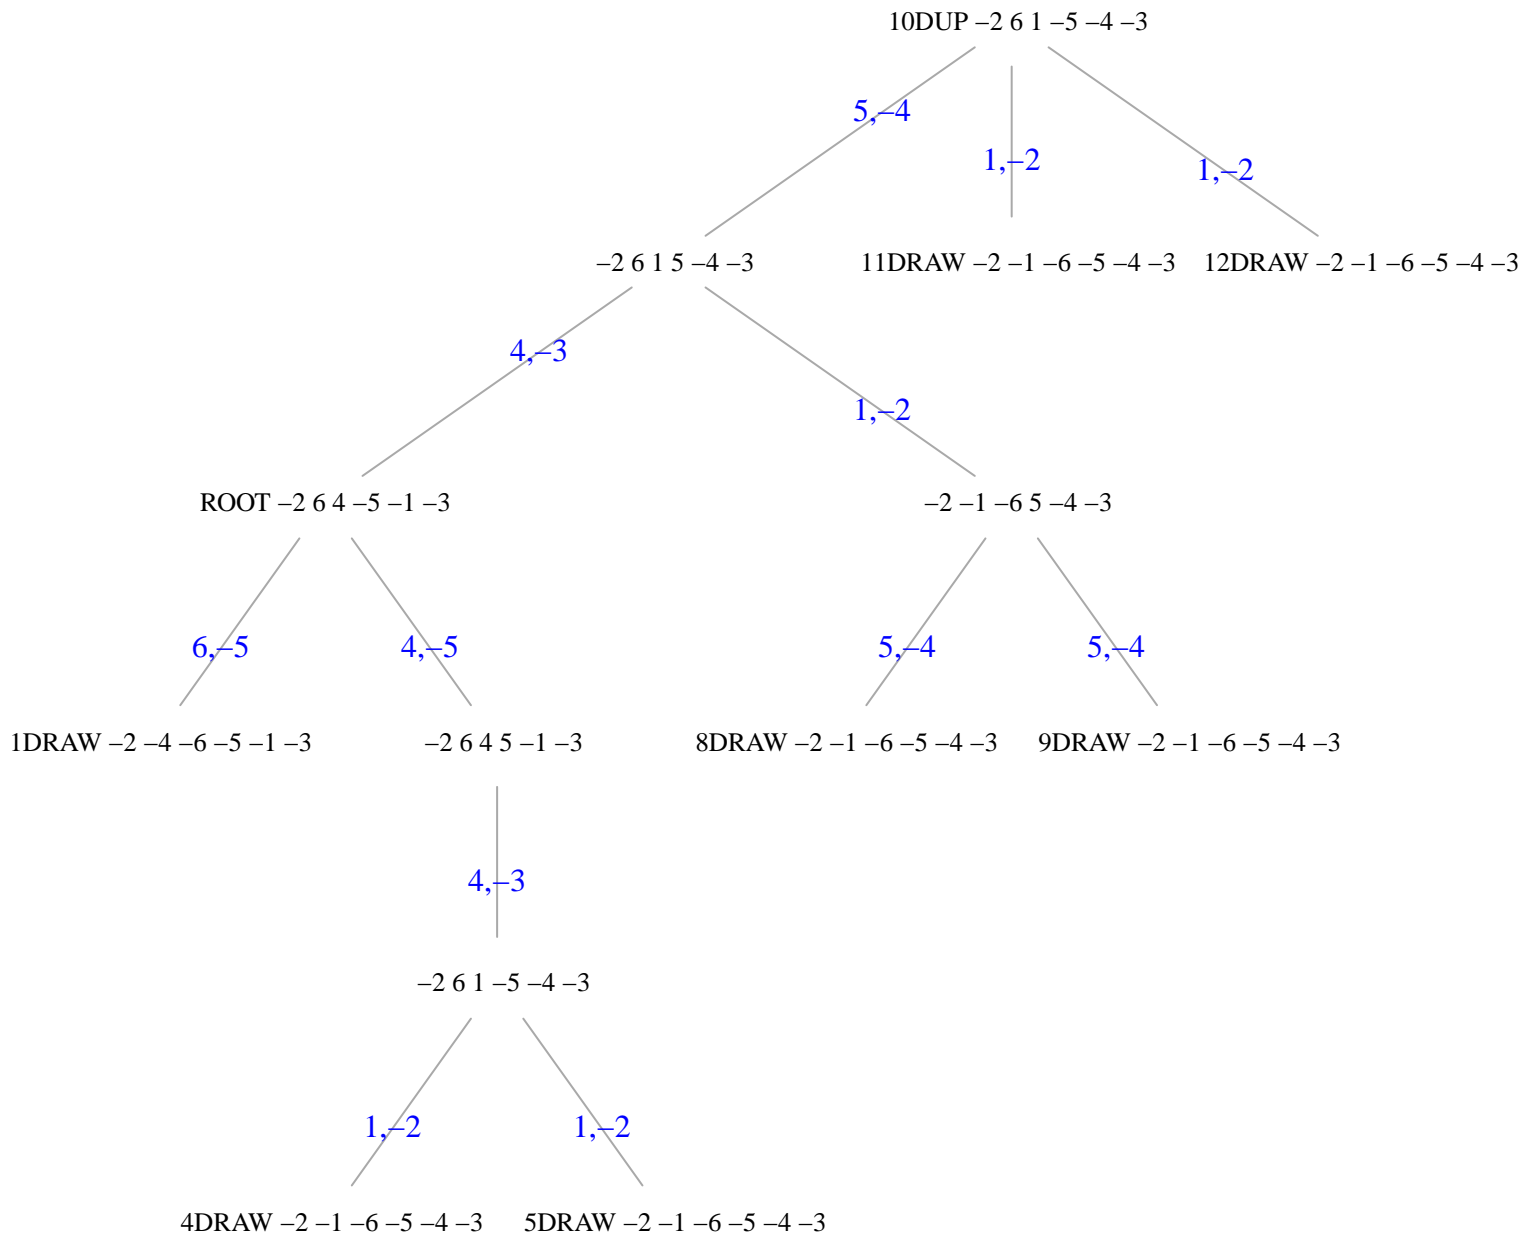 10DUP –2 6 1 –5 –4 –3
5,–4
1,–2
1,–2
–2 6 1 5 –4 –3
11DRAW –2 –1 –6 –5 –4 –3
12DRAW –2 –1 –6 –5 –4 –3
4,–3
1,–2
ROOT –2 6 4 –5 –1 –3
–2 –1 –6 5 –4 –3
6,–5
4,–5
5,–4
5,–4
1DRAW –2 –4 –6 –5 –1 –3
–2 6 4 5 –1 –3
8DRAW –2 –1 –6 –5 –4 –3
9DRAW –2 –1 –6 –5 –4 –3
4,–3
–2 6 1 –5 –4 –3
1,–2
1,–2
4DRAW –2 –1 –6 –5 –4 –3
5DRAW –2 –1 –6 –5 –4 –3